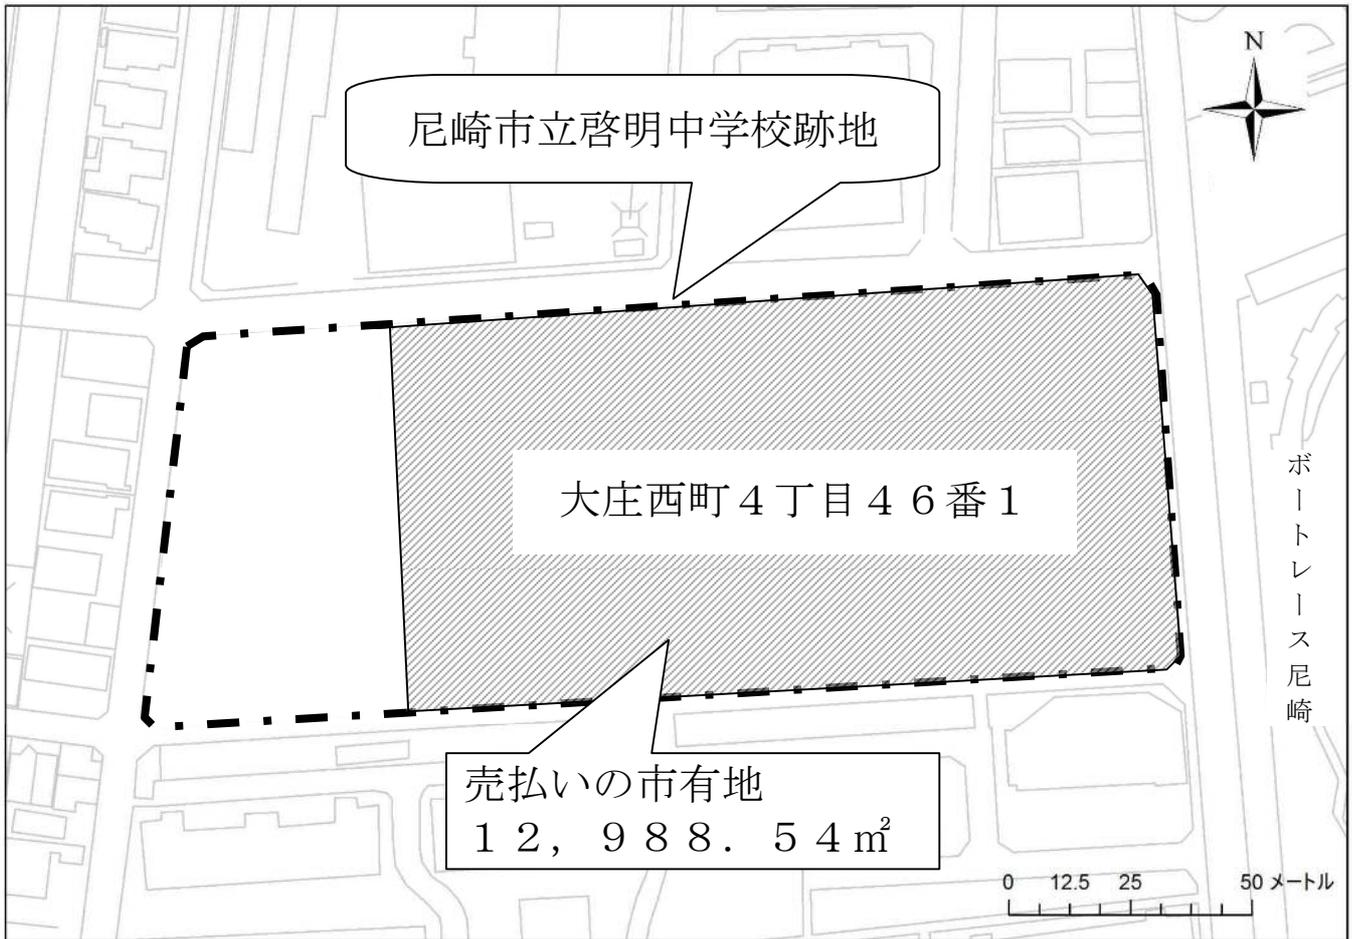 N
尼崎市立啓明中学校跡地
大庄西町４丁目４６番１
ボートレース尼崎
売払いの市有地
１２，９８８．５４㎡
0 12.5 25 50 メートル